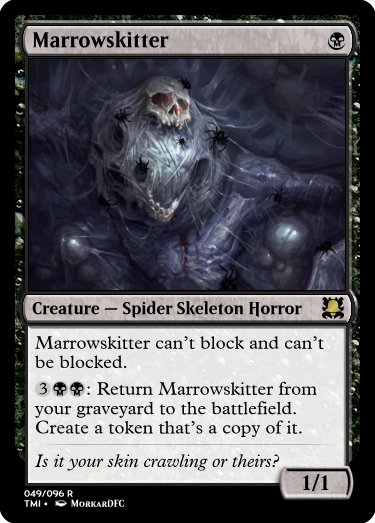 Marrowskitter
Creature — Spider Skeleton Horror
Marrowskitter can't block and can't
be blocked.
3: Return Marrowskitter from
your graveyard to the battlefield.
Create a token that's a copy of it.
Is it your skin crawling or theirs?
1/1
049/096 R
TMI • MorkarDFC